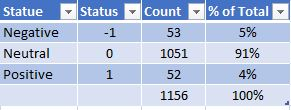 Statue Status Count % of Total
Negative -1 53 5%
Neutral 0 1051 91%
Positive 1 52 4%
1156 100%